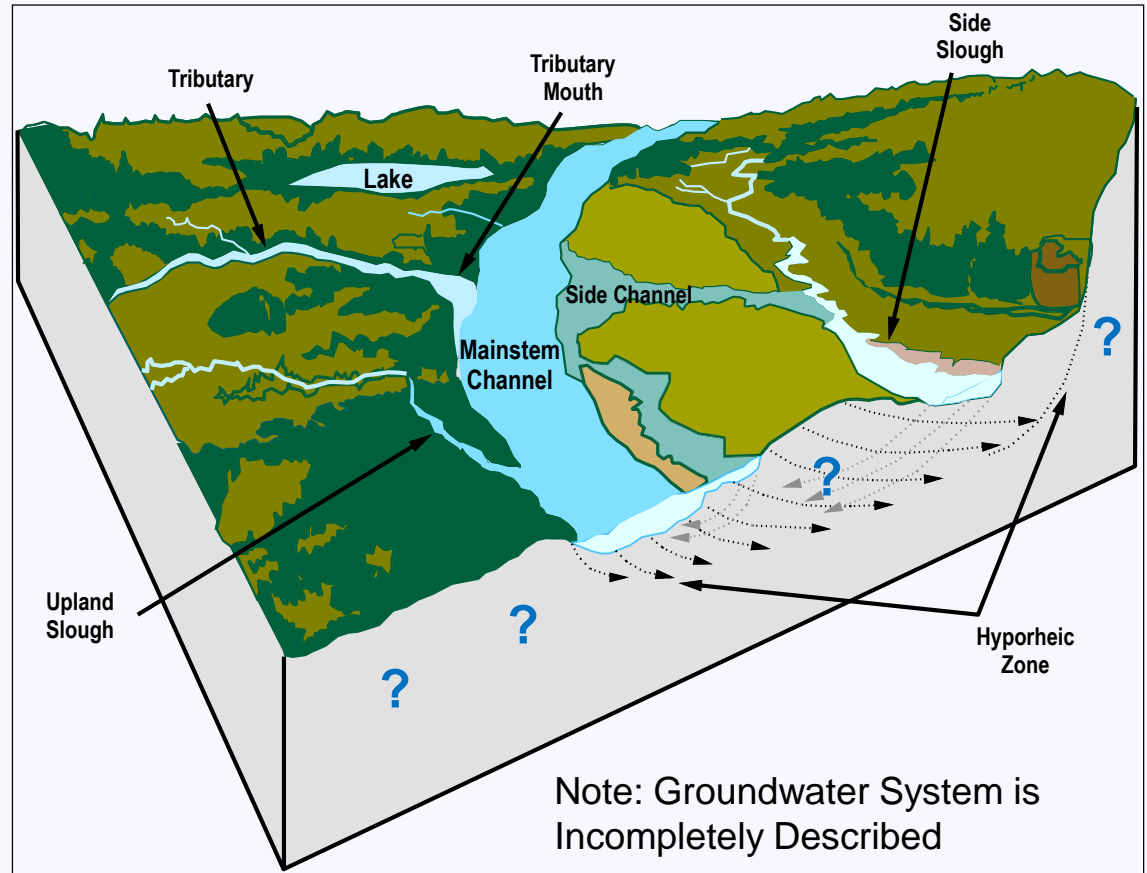 Side
Slough
Tributary
Mouth
Tributary
Lake
Side Channel
Mainstem
Channel
?
?
Upland
Slough
?
?
Hyporheic
Zone
Note: Groundwater System is
Incompletely Described